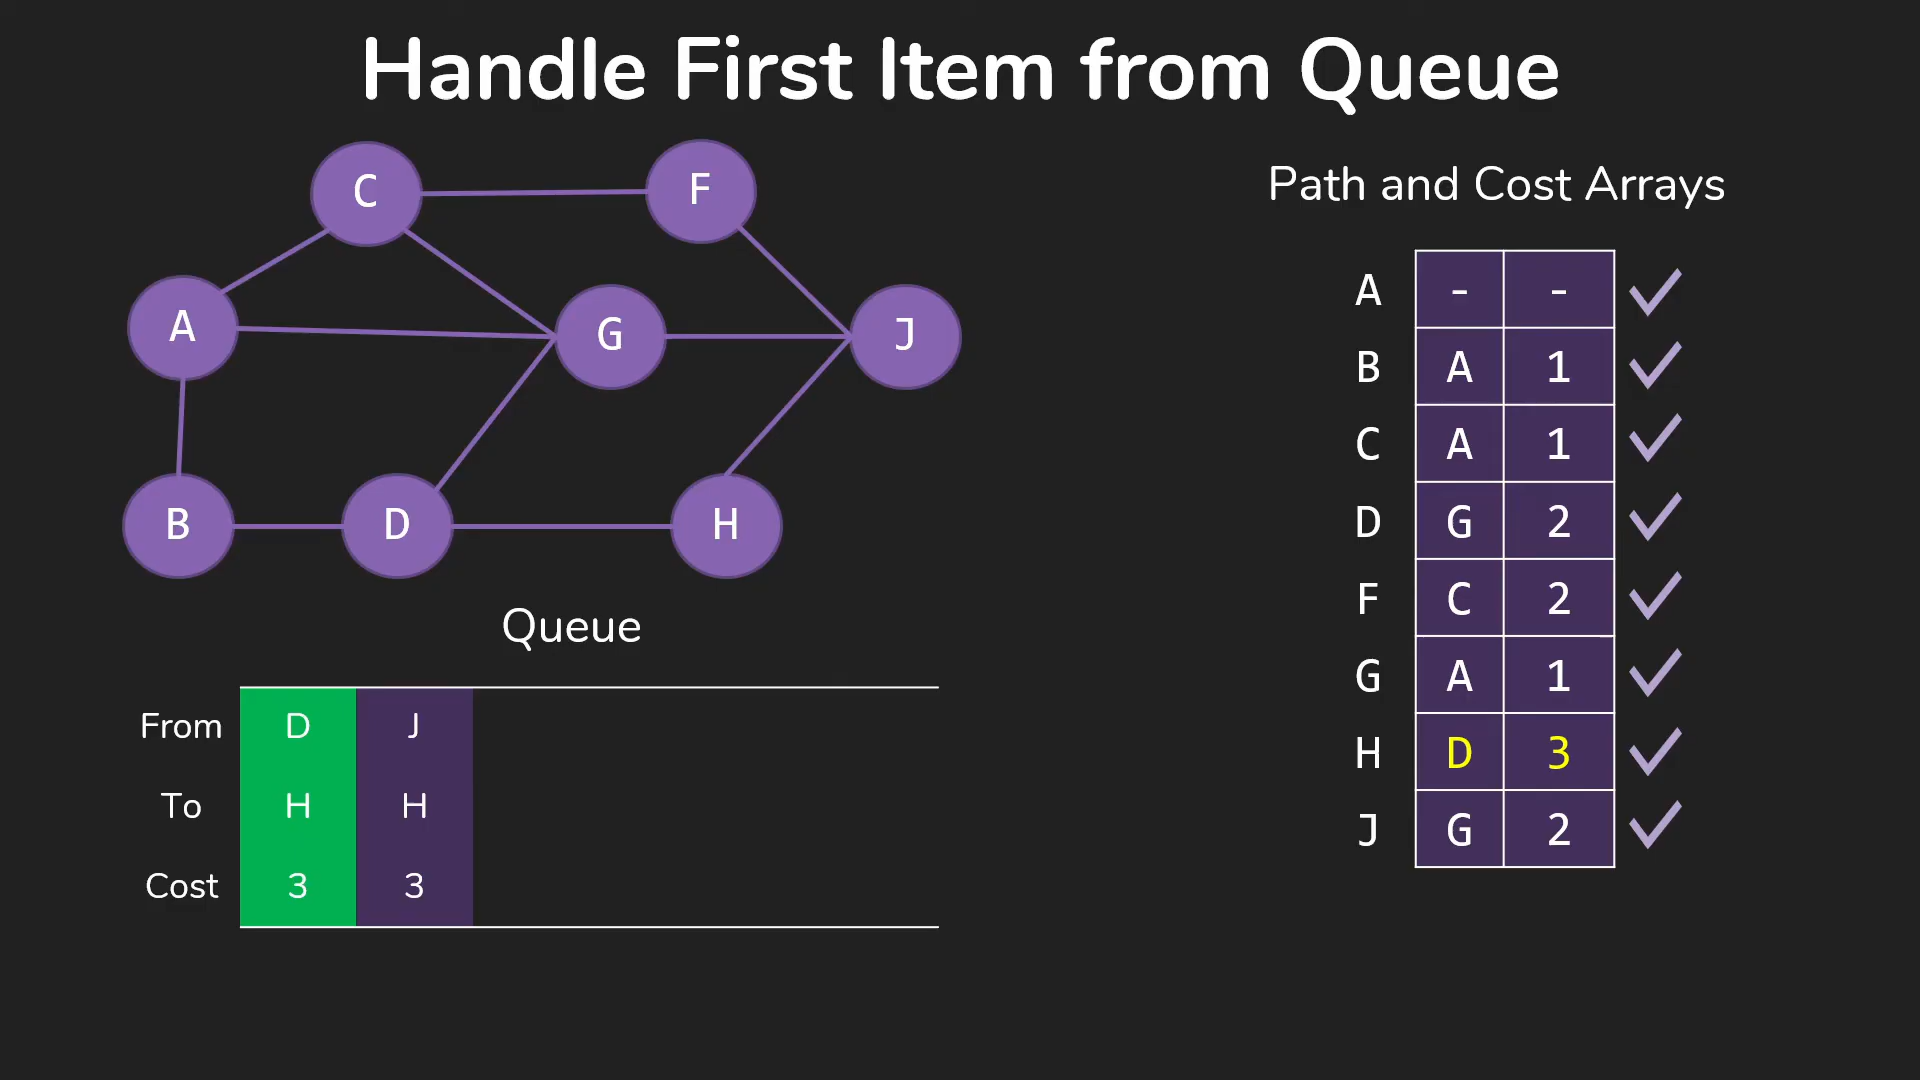 Handle First Item from Queue
C
F
A
G
J
B
D
H
Queue
From D J
To H H
Cost 3 3
Path and Cost Arrays
A - -
B A 1
C A 1
D G 2
F C 2
G A 1
H D 3
J G 2